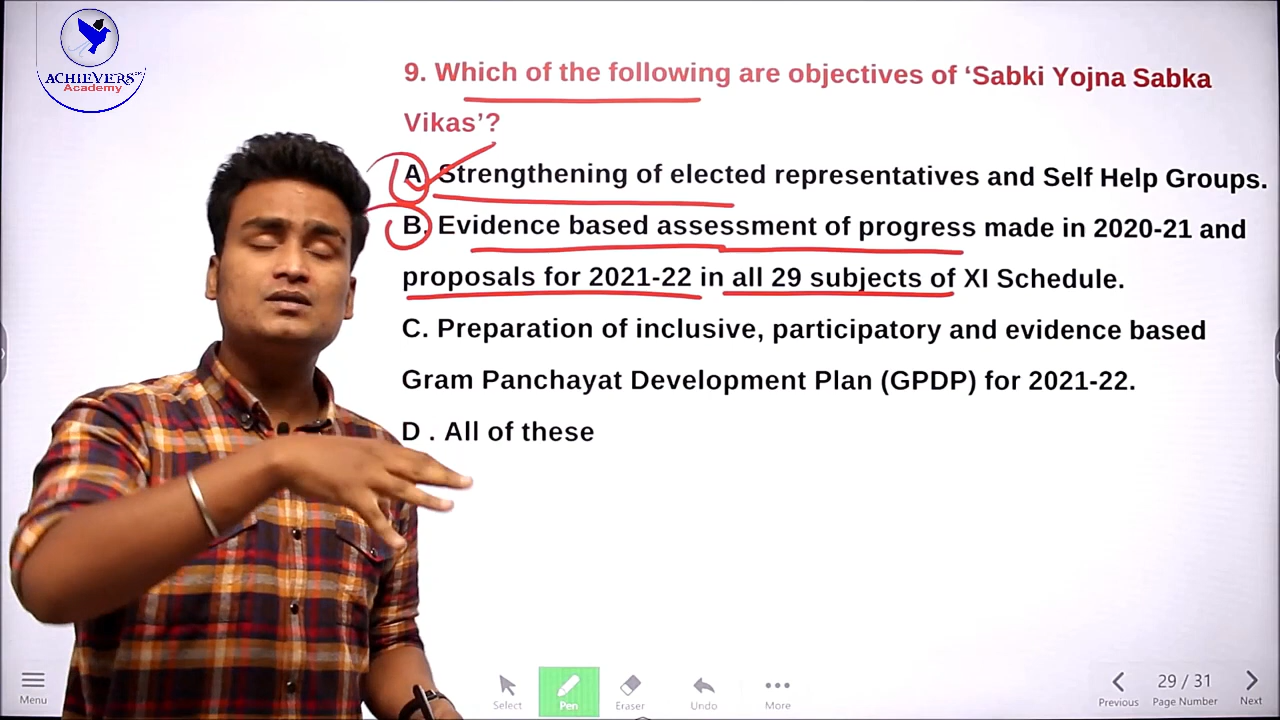 ACHIEVERS
Academy
9. Which of the following are objectives of ‘Sabki Yojna Sabka
Vikas’?
A. Strengthening of elected representatives and Self Help Groups.
B. Evidence based assessment of progress made in 2020-21 and
proposals for 2021-22 in all 29 subjects of XI Schedule.
C. Preparation of inclusive, participatory and evidence based
Gram Panchayat Development Plan (GPDP) for 2021-22.
D . All of these
Menu
Select
Pen
Eraser
Undo
More
Previous
29 / 31
Page Number
Next